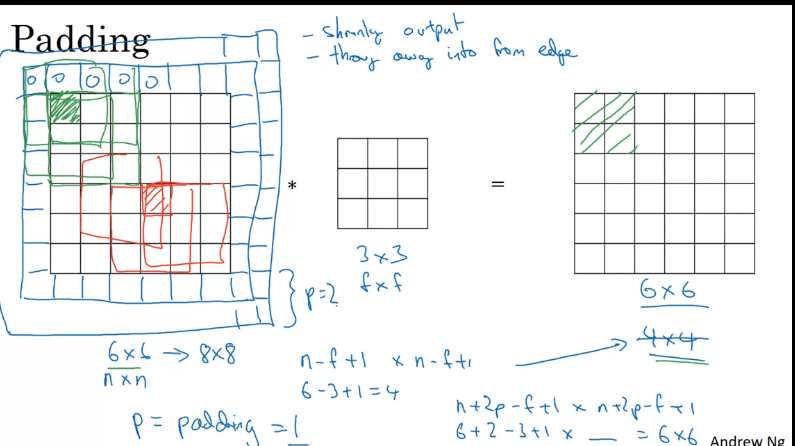 Padding
- shrinky output
- throw away info from edge
0 0 0 0 0
*
=
3 × 3
f × f
p=2
6 × 6
4×4
6×6 → 8×8
n×n
n-f+1 × n-f+1
6-3+1=4
p = padding = 1
n+2p-f+1 × n+2p-f+1
6+2-3+1 × __ = 6×6
Andrew Ng